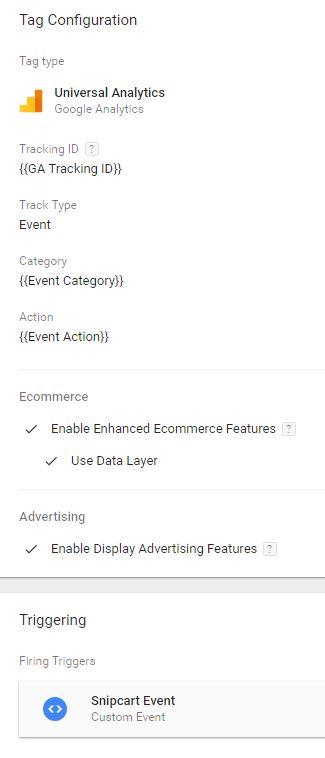 Tag Configuration
Tag type
Universal Analytics
Google Analytics
Tracking ID ?
{{GA Tracking ID}}
Track Type
Event
Category
{{Event Category}}
Action
{{Event Action}}
Ecommerce
Enable Enhanced Ecommerce Features ?
Use Data Layer
Advertising
Enable Display Advertising Features ?
Triggering
Firing Triggers
Snipcart Event
Custom Event